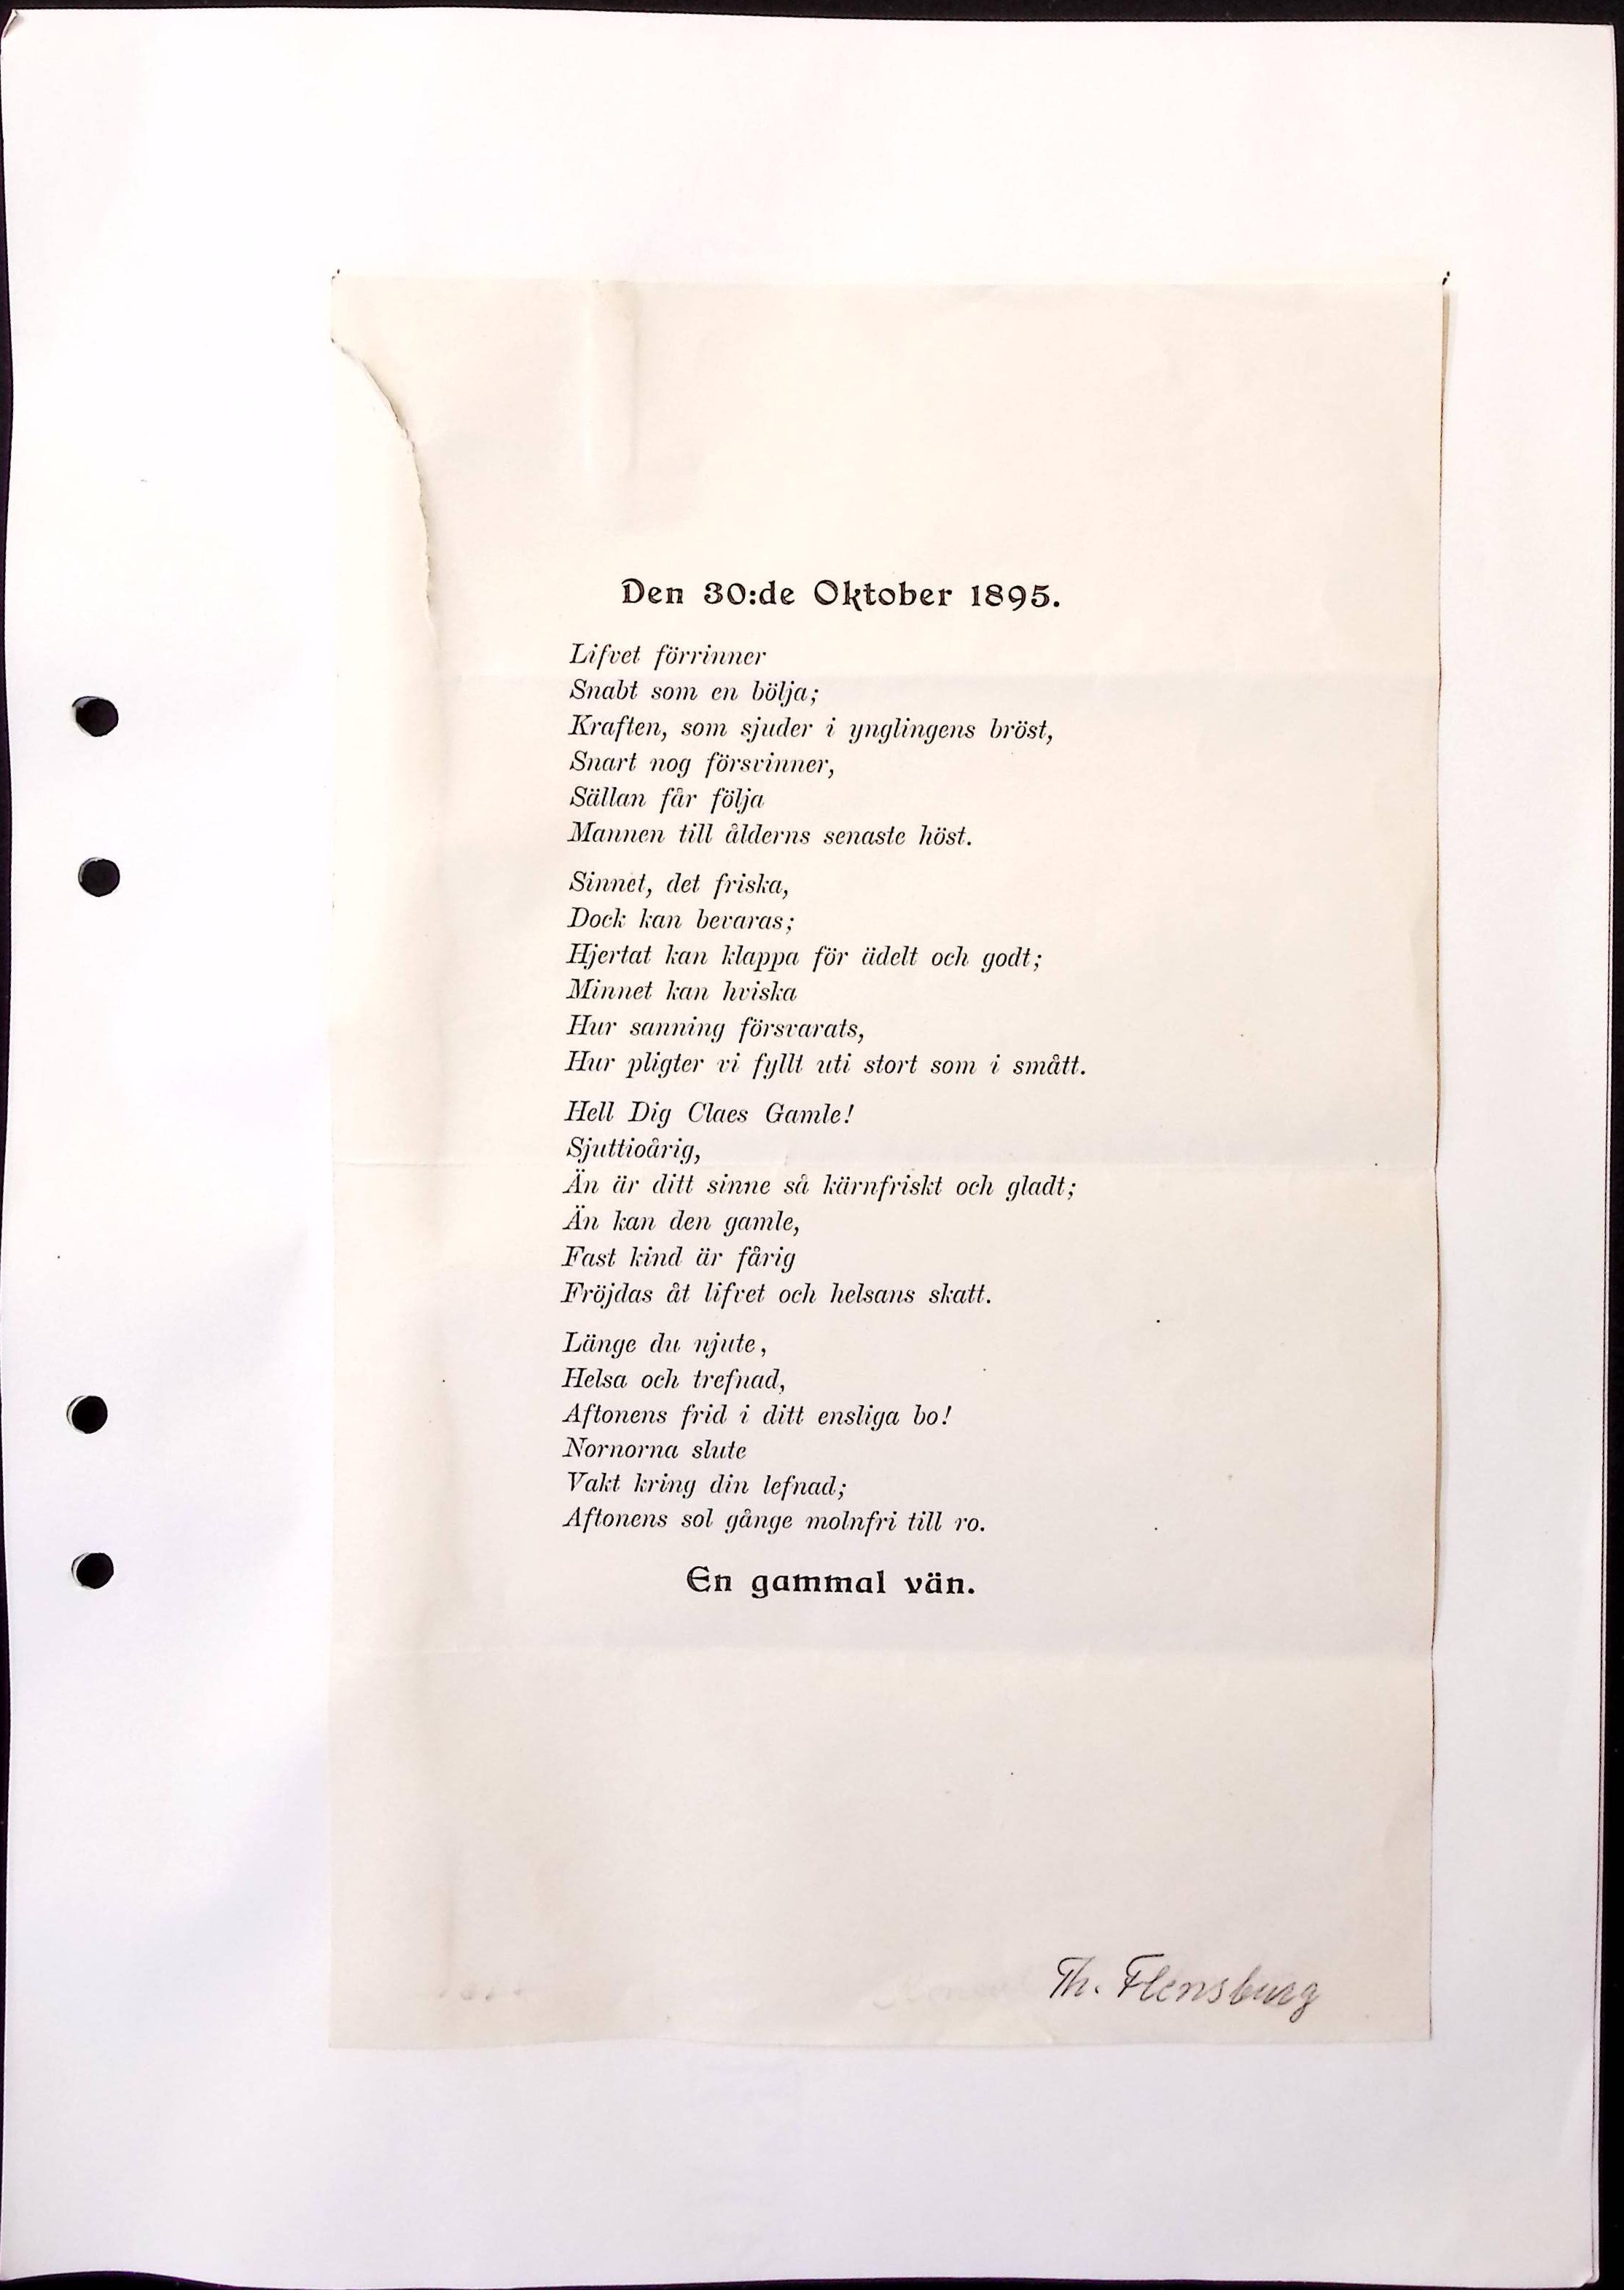 Den 30:de Oktober 1895.
Lifvet förrinner
Snabt som en bölja;
Kraften, som sjuder i ynglingens bröst,
Snart nog försvinner,
Sällan får följa
Mannen till ålderns senaste höst.
Sinnet, det friska,
Dock kan bevaras;
Hjertat kan klappa för ädelt och godt;
Minnet kan hviska
Hur sanning försvarats,
Hur pligter vi fyllt uti stort som i smått.
Hell Dig Claes Gamle!
Sjuttioårig,
Än är ditt sinne så kärnfriskt och gladt;
Än kan den gamle,
Fast kind är fårig
Fröjdas åt lifvet och helsans skatt.
Länge du njute,
Helsa och trefnad,
Aftonens frid i ditt ensliga bo!
Nornorna slute
Vakt kring din lefnad;
Aftonens sol gånge molnfri till ro.
En gammal vän.
Th. Flensburg